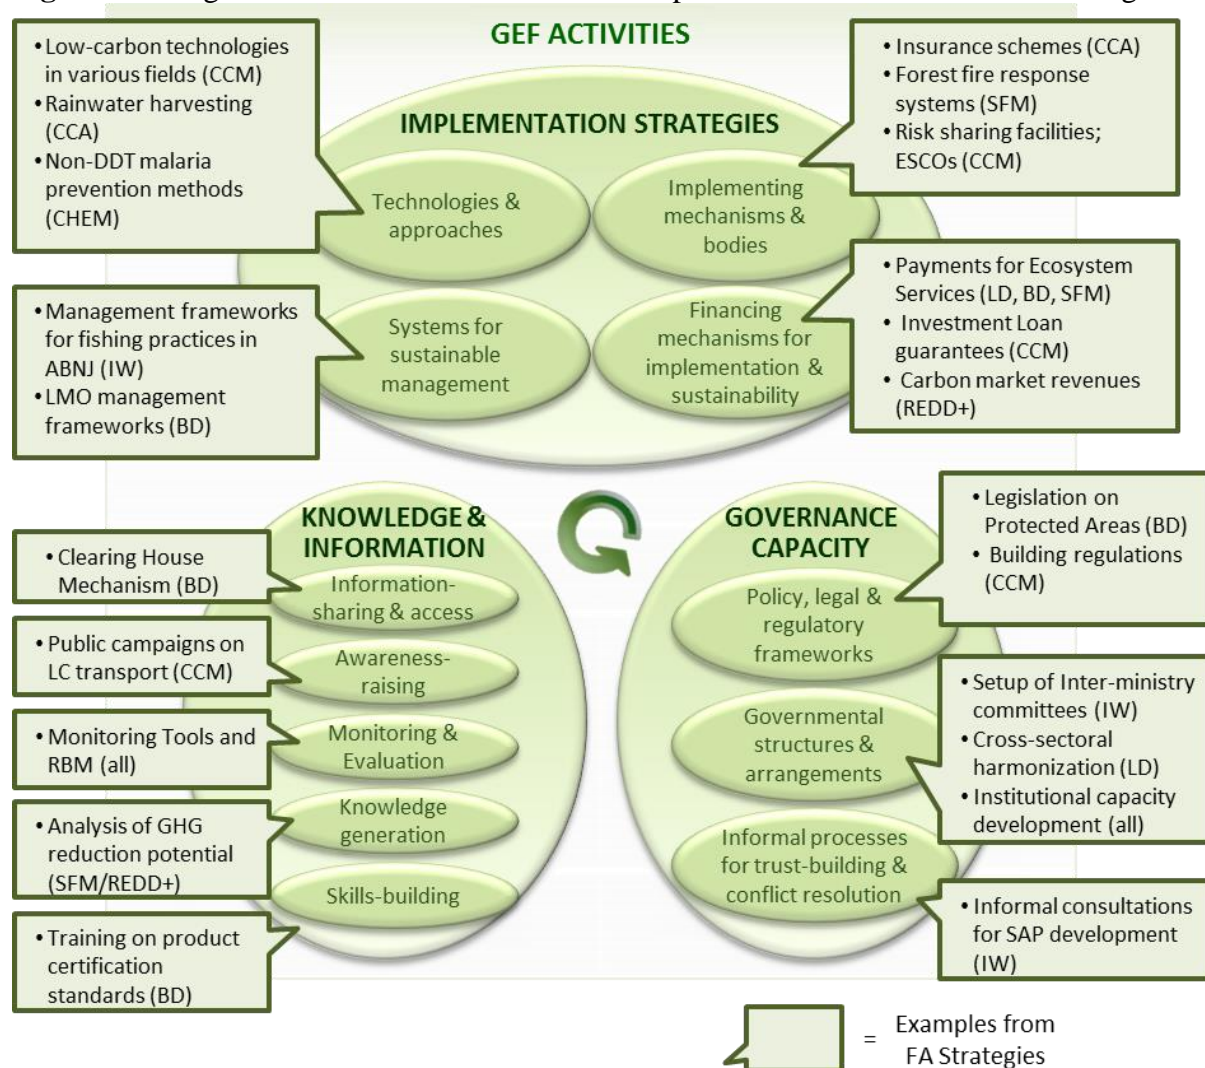 GEF ACTIVITIES
• Low-carbon technologies
in various fields (CCM)
• Rainwater harvesting
(CCA)
• Non-DDT malaria
prevention methods
(CHEM)
• Insurance schemes (CCA)
• Forest fire response
systems (SFM)
• Risk sharing facilities;
ESCOs (CCM)
IMPLEMENTATION STRATEGIES
Technologies &
approaches
Implementing
mechanisms &
bodies
• Management frameworks
for fishing practices in
ABNJ (IW)
• LMO management
frameworks (BD)
Systems for
sustainable
management
Financing
mechanisms for
implementation &
sustainability
• Payments for Ecosystem
Services (LD, BD, SFM)
• Investment Loan
guarantees (CCM)
• Carbon market revenues
(REDD+)
KNOWLEDGE &
INFORMATION
• Clearing House
Mechanism (BD)
Information-
sharing & access
• Public campaigns on
LC transport (CCM)
Awareness-
raising
• Monitoring Tools and
RBM (all)
Monitoring &
Evaluation
• Analysis of GHG
reduction potential
(SFM/REDD+)
Knowledge
generation
Skills-building
• Training on product
certification
standards (BD)
GOVERNANCE
CAPACITY
• Legislation on
Protected Areas (BD)
• Building regulations
(CCM)
Policy, legal &
regulatory
frameworks
• Setup of Inter-ministry
committees (IW)
• Cross-sectoral
harmonization (LD)
• Institutional capacity
development (all)
Governmental
structures &
arrangements
Informal processes
for trust-building &
conflict resolution
• Informal consultations
for SAP development
(IW)
= Examples from
FA Strategies